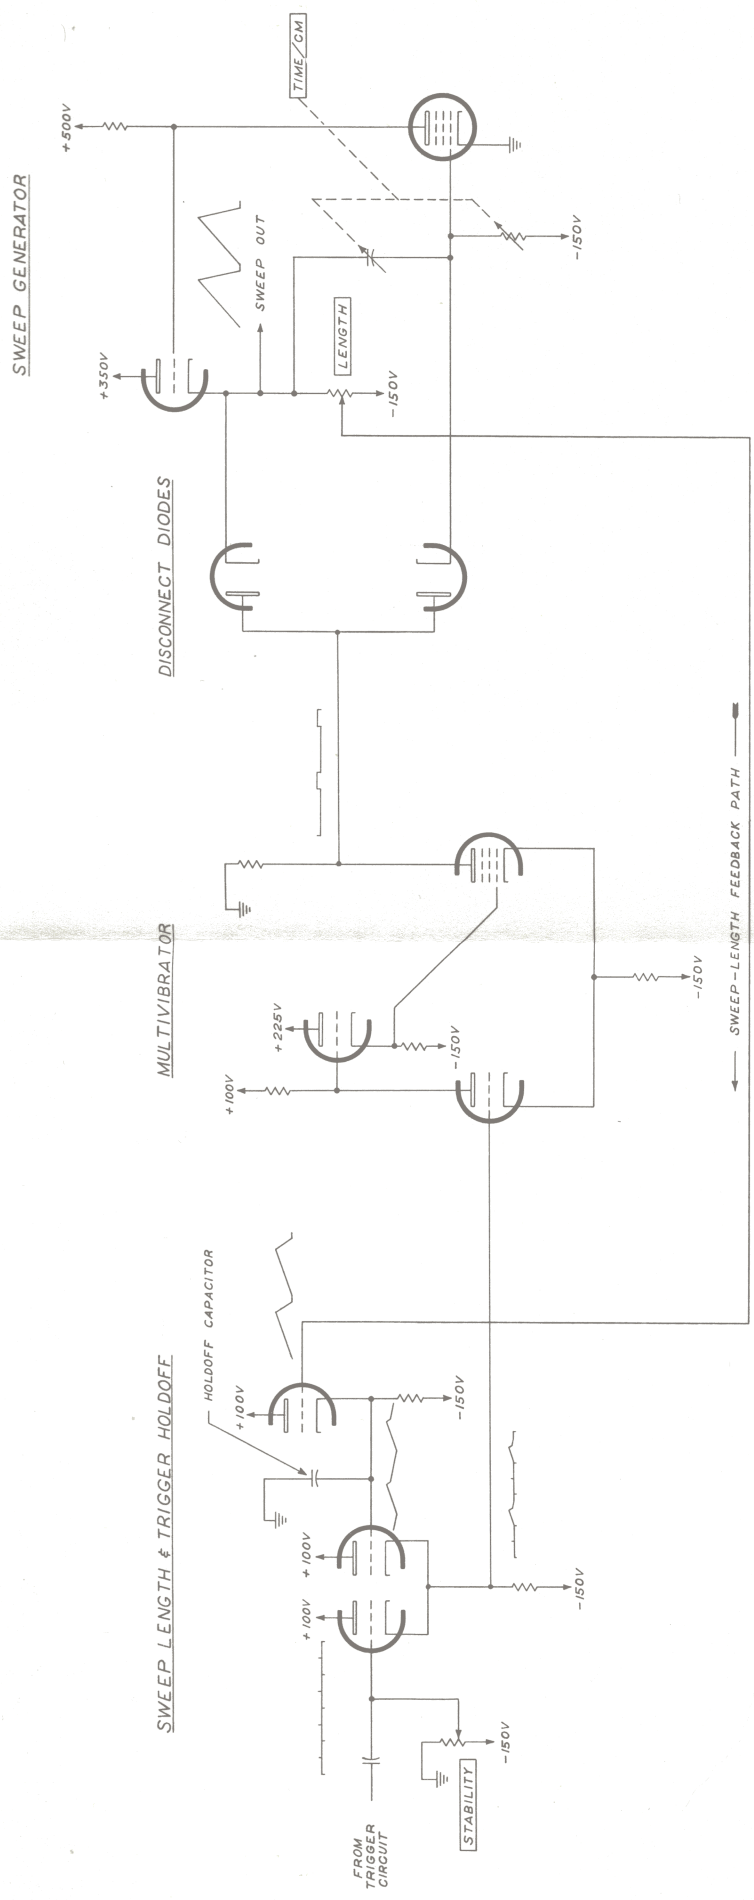 SWEEP LENGTH & TRIGGER HOLDOFF
MULTIVIBRATOR
DISCONNECT DIODES
SWEEP GENERATOR
FROM
TRIGGER
CIRCUIT
STABILITY
-150V
+100V
+100V
-150V
HOLDOFF CAPACITOR
+100V
-150V
+100V
+225V
-150V
-150V
SWEEP-LENGTH FEEDBACK PATH
+350V
SWEEP OUT
LENGTH
-150V
+500V
TIME/CM
-150V